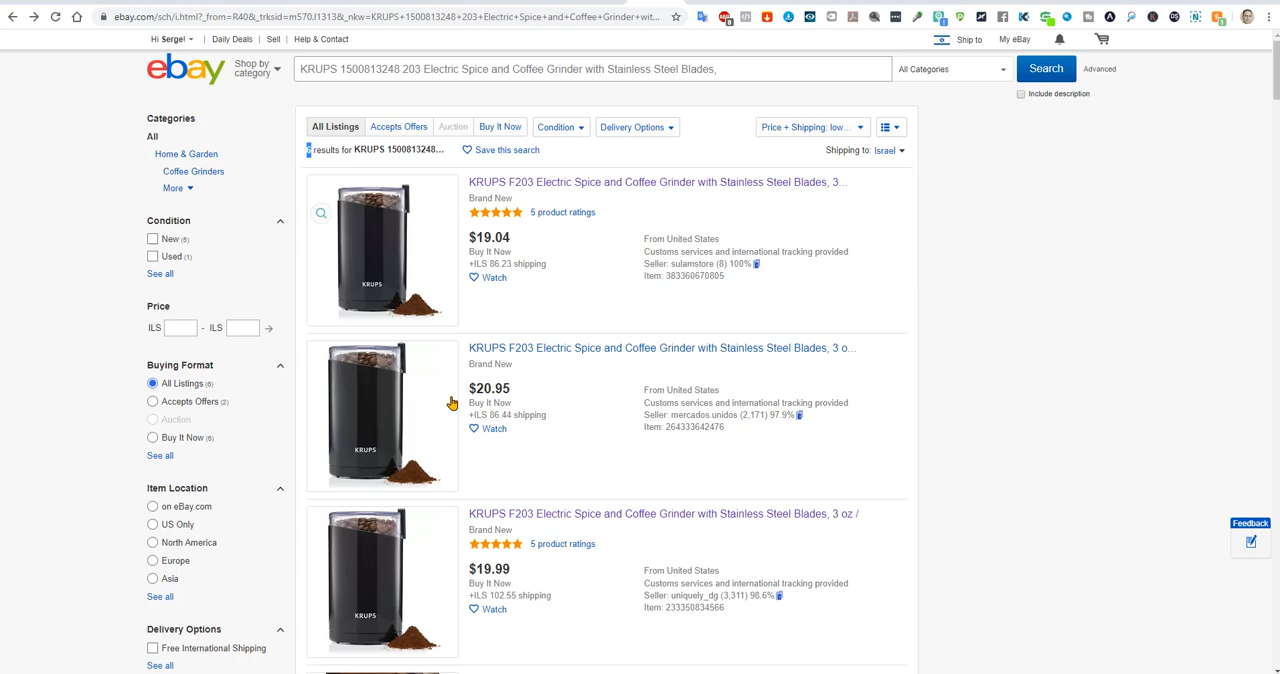 ebay.com/sch/i.html?_from=R40&_trksid=m570.l1313&_nkw=KRUPS+1500813248+203+Electric+Spice+and+Coffee+Grinder+wit...
Hi Serge!
Daily Deals
Sell
Help & Contact
Ship to
My eBay
ebay
Shop by
category
KRUPS 1500813248 203 Electric Spice and Coffee Grinder with Stainless Steel Blades,
All Categories
Search
Advanced
Include description
Categories
All
Home & Garden
Coffee Grinders
More
Condition
New (5)
Used (1)
See all
Price
ILS - ILS
Buying Format
All Listings (6)
Accepts Offers (2)
Auction
Buy It Now (6)
See all
Item Location
on eBay.com
US Only
North America
Europe
Asia
See all
Delivery Options
Free International Shipping
See all
All Listings
Accepts Offers
Auction
Buy It Now
Condition
Delivery Options
Price + Shipping: low...
6 results for KRUPS 1500813248...
Save this search
Shipping to: Israel
KRUPS F203 Electric Spice and Coffee Grinder with Stainless Steel Blades, 3...
Brand New
5 product ratings
$19.04
Buy It Now
+ILS 86.23 shipping
Watch
From United States
Customs services and international tracking provided
Seller: sulamstore (8) 100%
Item: 383360670805
KRUPS
KRUPS F203 Electric Spice and Coffee Grinder with Stainless Steel Blades, 3 o...
Brand New
$20.95
Buy It Now
+ILS 86.44 shipping
Watch
From United States
Customs services and international tracking provided
Seller: mercados.unidos (2,171) 97.9%
Item: 264333642476
KRUPS
KRUPS F203 Electric Spice and Coffee Grinder with Stainless Steel Blades, 3 oz /
Brand New
5 product ratings
$19.99
Buy It Now
+ILS 102.55 shipping
Watch
From United States
Customs services and international tracking provided
Seller: uniquely_dg (3,311) 98.6%
Item: 233350834566
KRUPS
Feedback